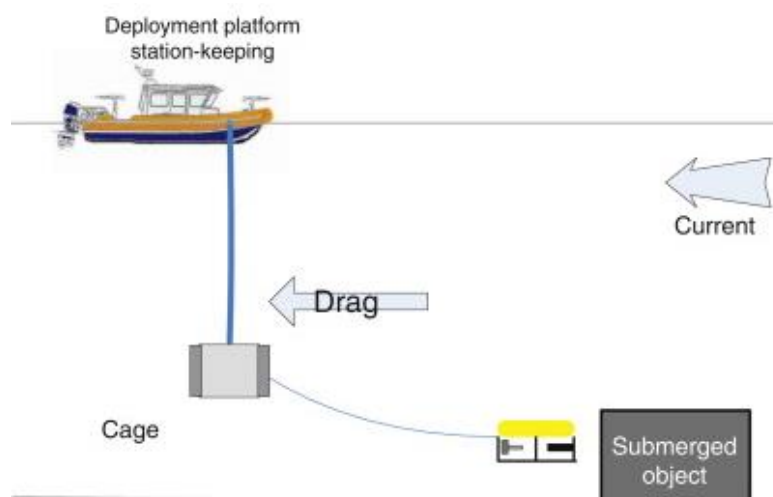 Deployment platform
station-keeping
Current
Drag
Cage
Submerged
object